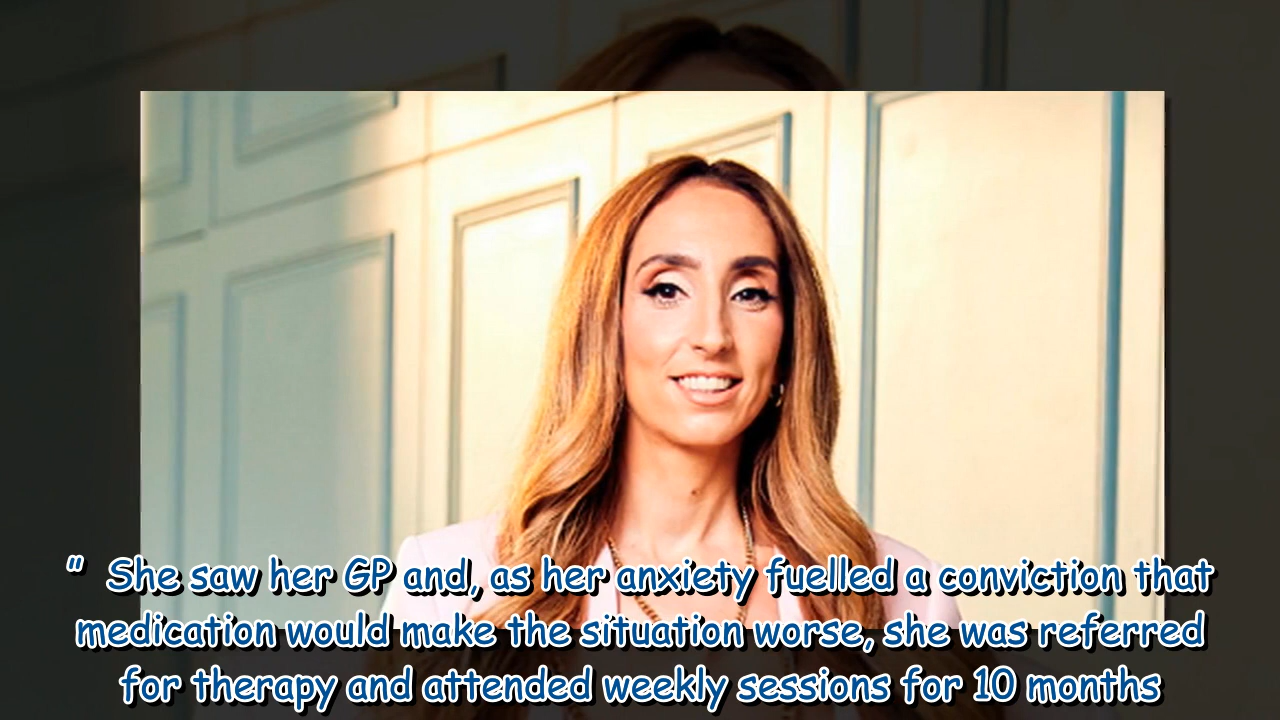 ” She saw her GP and, as her anxiety fuelled a conviction that
medication would make the situation worse, she was referred
for therapy and attended weekly sessions for 10 months